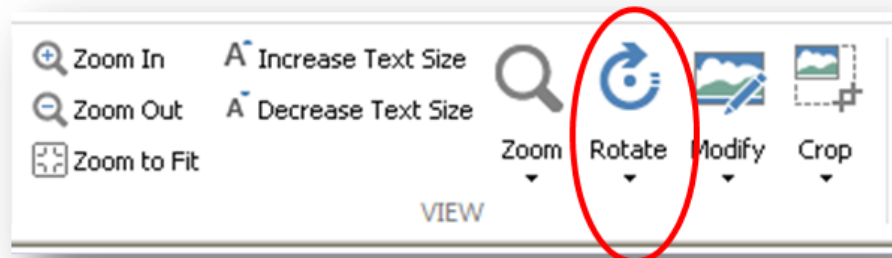 Zoom In
Zoom Out
Zoom to Fit
A Increase Text Size
A Decrease Text Size
Zoom
Rotate
Modify
Crop
VIEW